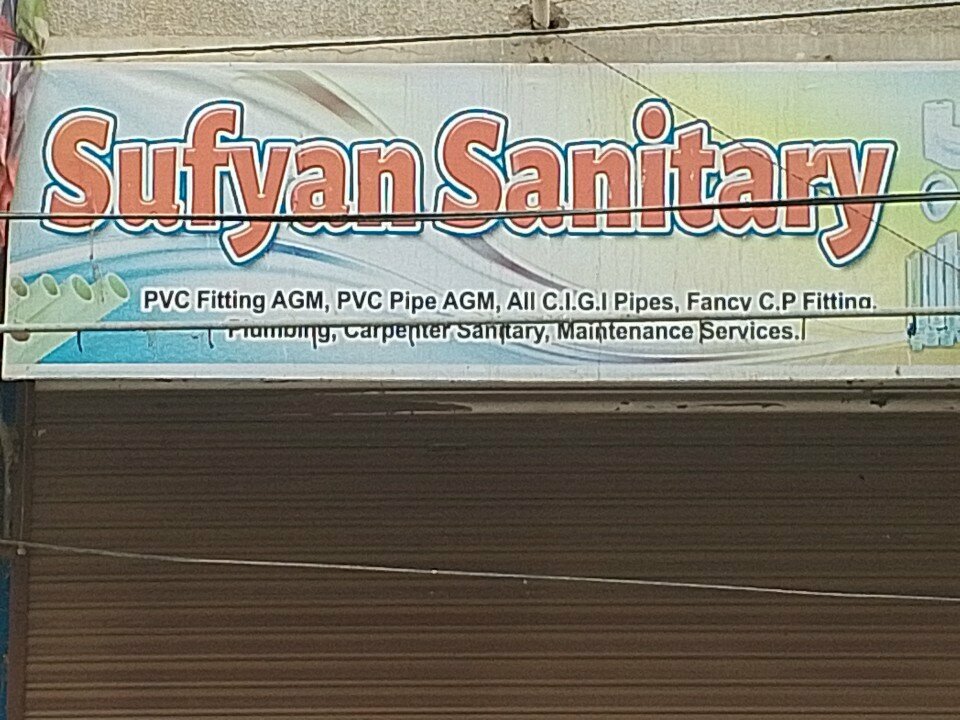 Sufyan Sanitary
PVC Fitting AGM, PVC Pipe AGM, All C.I.G.I Pipes, Fancy C.P Fitting.
Plumbing, Carpenter Sanitary, Maintenance Services.